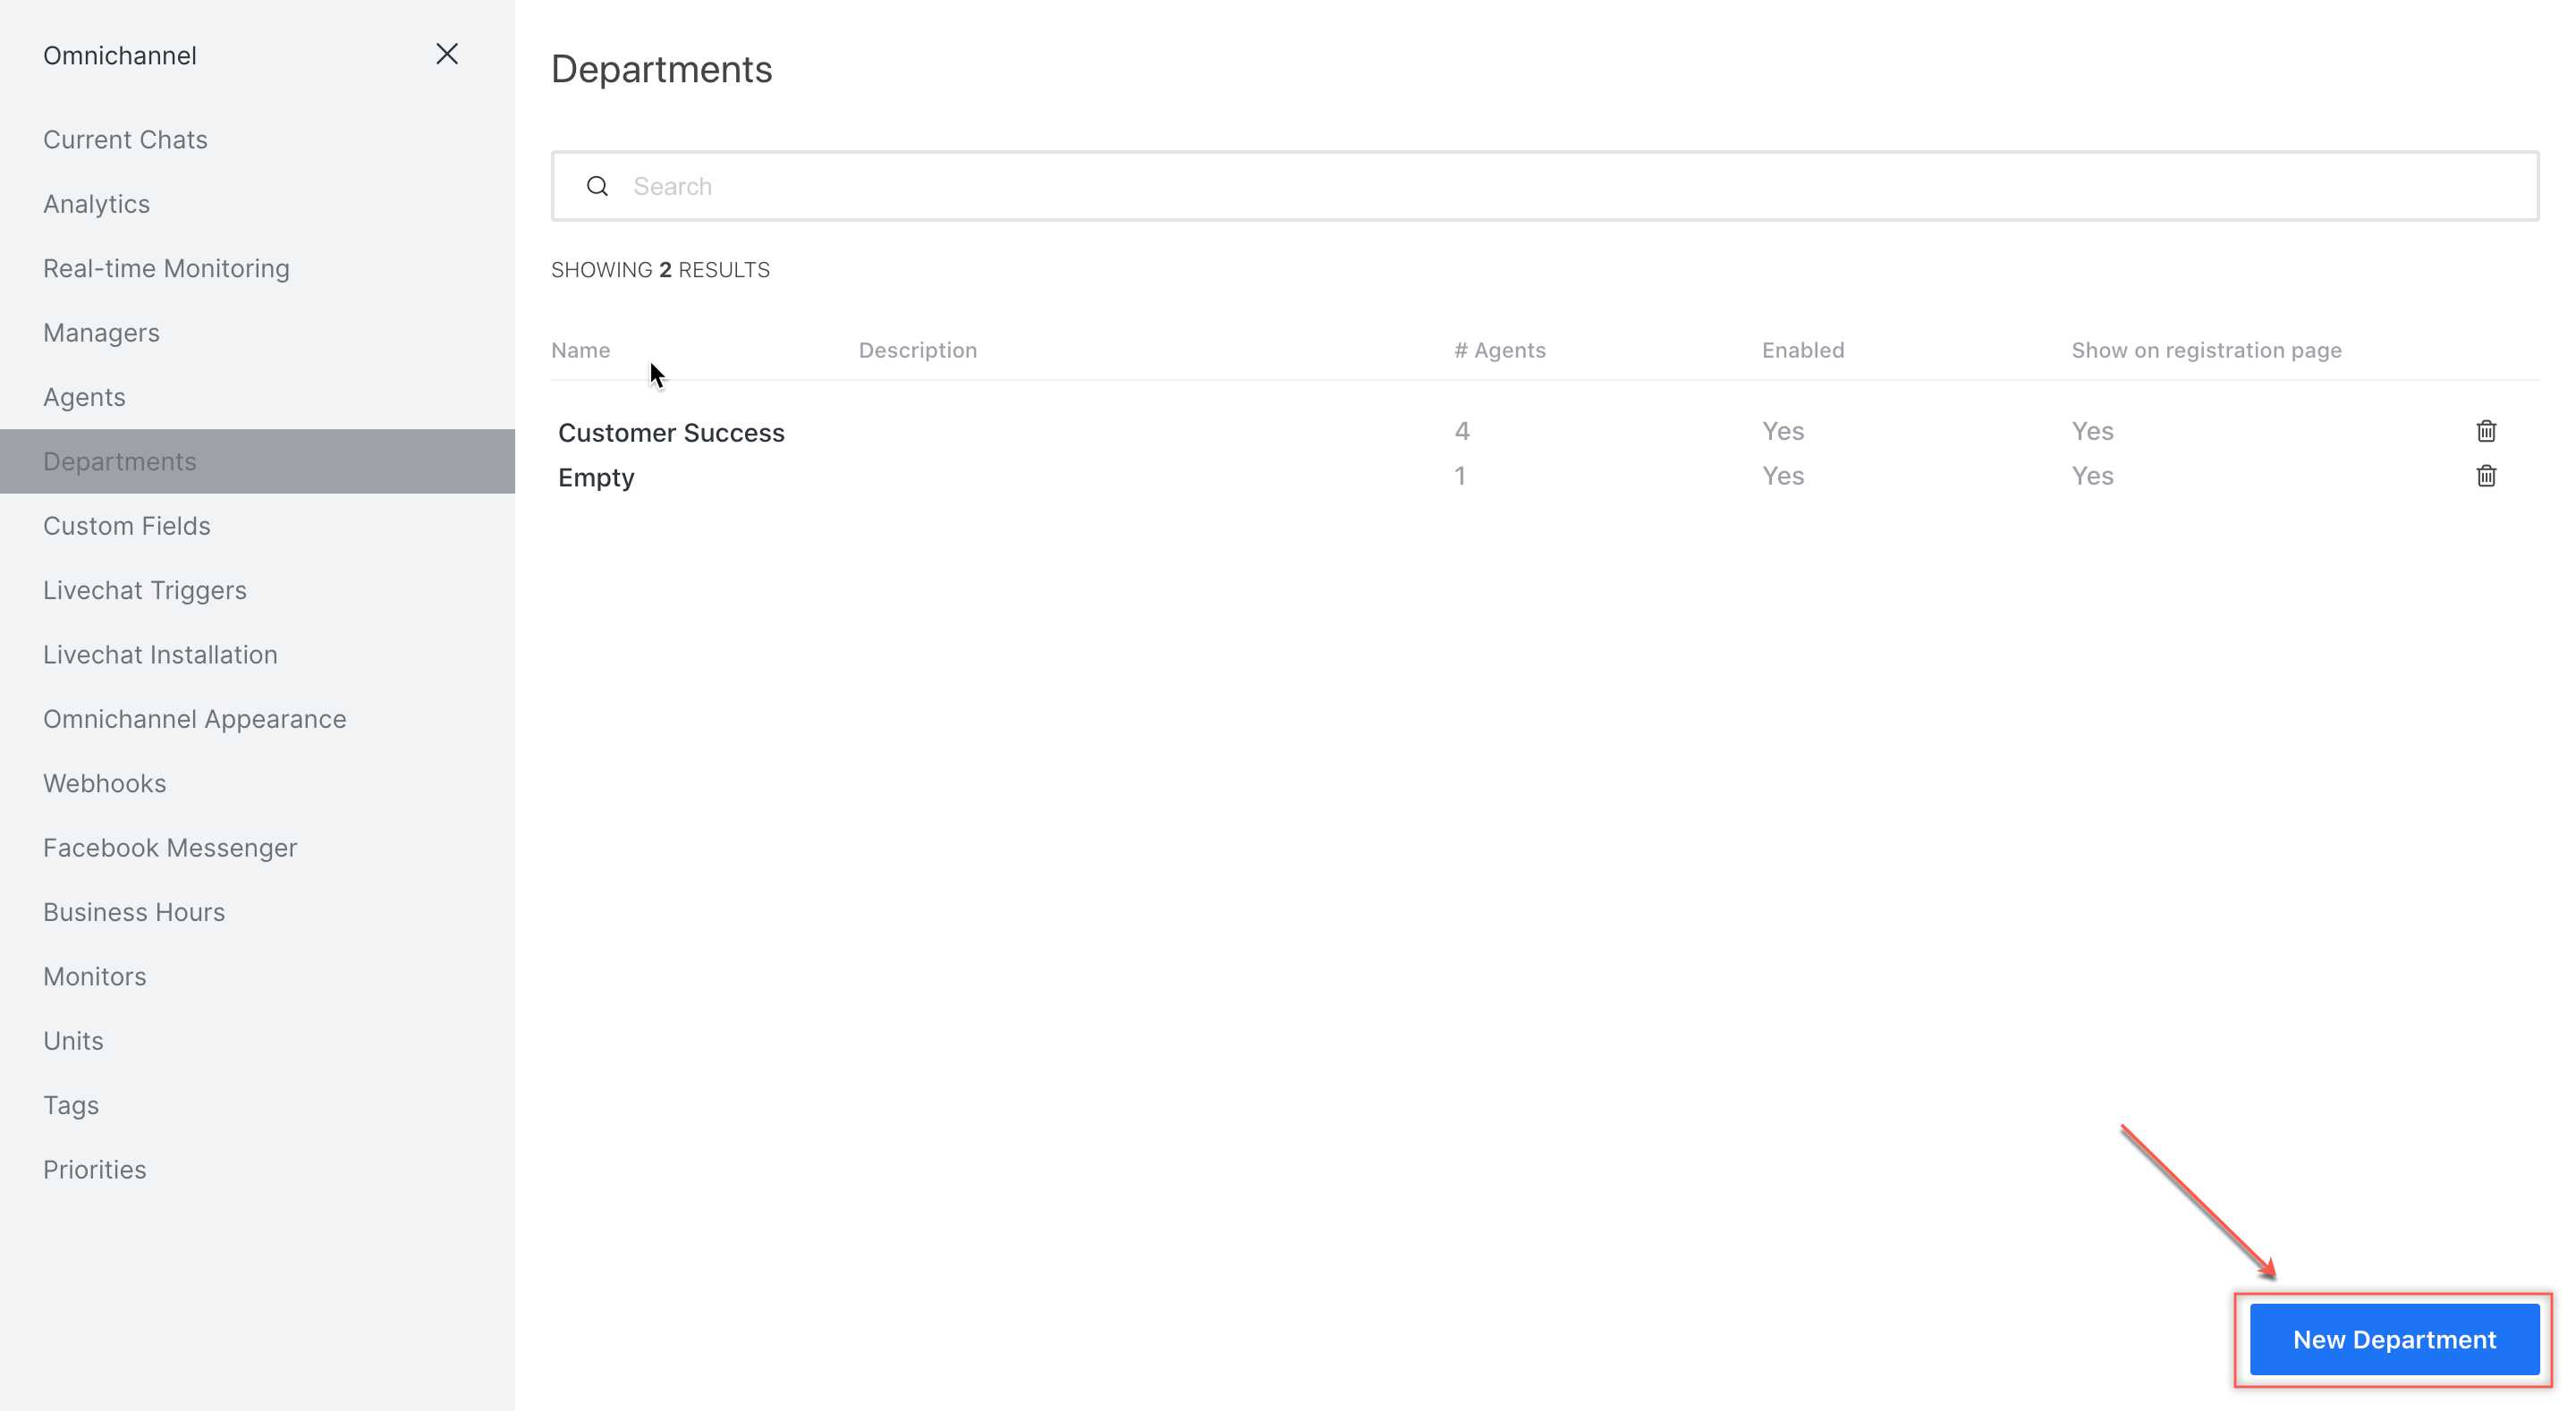 Omnichannel
Current Chats
Analytics
Real-time Monitoring
Managers
Agents
Departments
Custom Fields
Livechat Triggers
Livechat Installation
Omnichannel Appearance
Webhooks
Facebook Messenger
Business Hours
Monitors
Units
Tags
Priorities
Departments
Search
SHOWING 2 RESULTS
Name Description # Agents Enabled Show on registration page
Customer Success 4 Yes Yes
Empty 1 Yes Yes
New Department